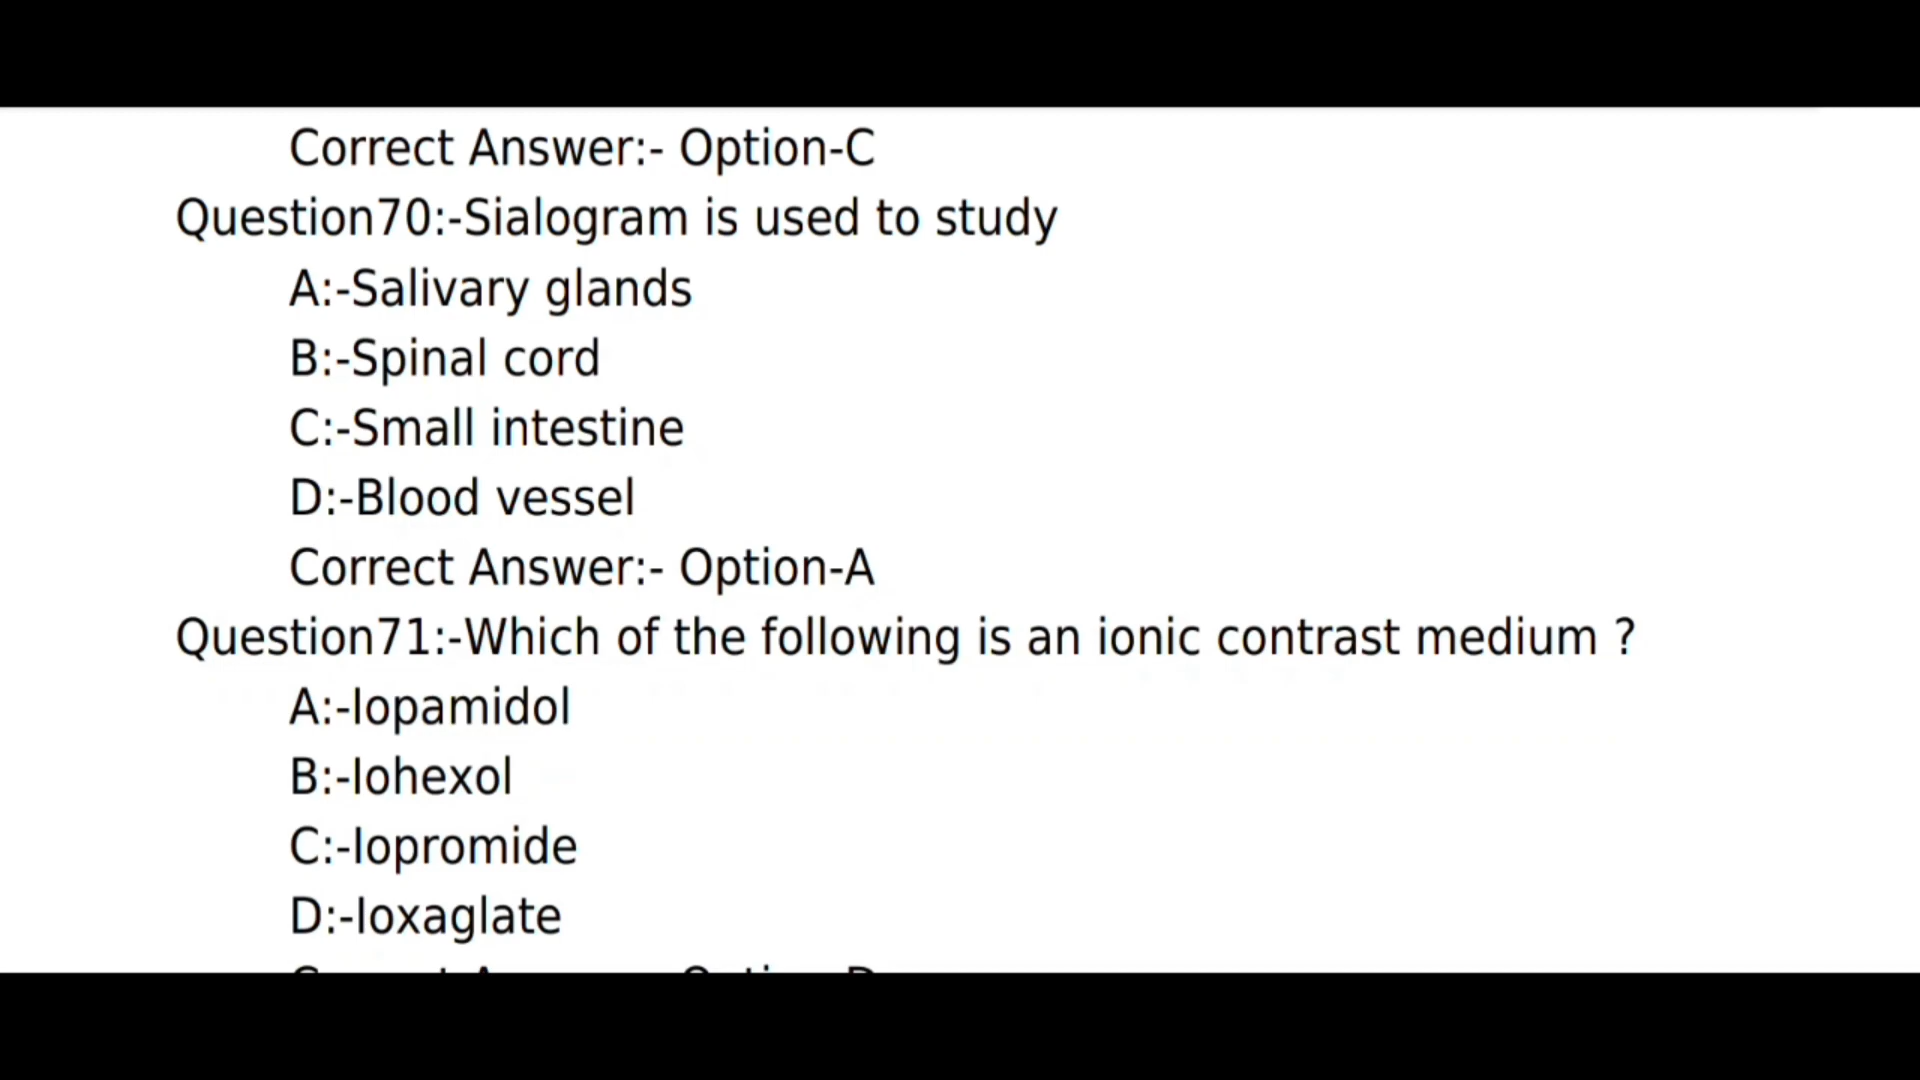 Correct Answer:- Option-C
Question70:-Sialogram is used to study
A:-Salivary glands
B:-Spinal cord
C:-Small intestine
D:-Blood vessel
Correct Answer:- Option-A
Question71:-Which of the following is an ionic contrast medium ?
A:-Iopamidol
B:-Iohexol
C:-Iopromide
D:-Ioxaglate